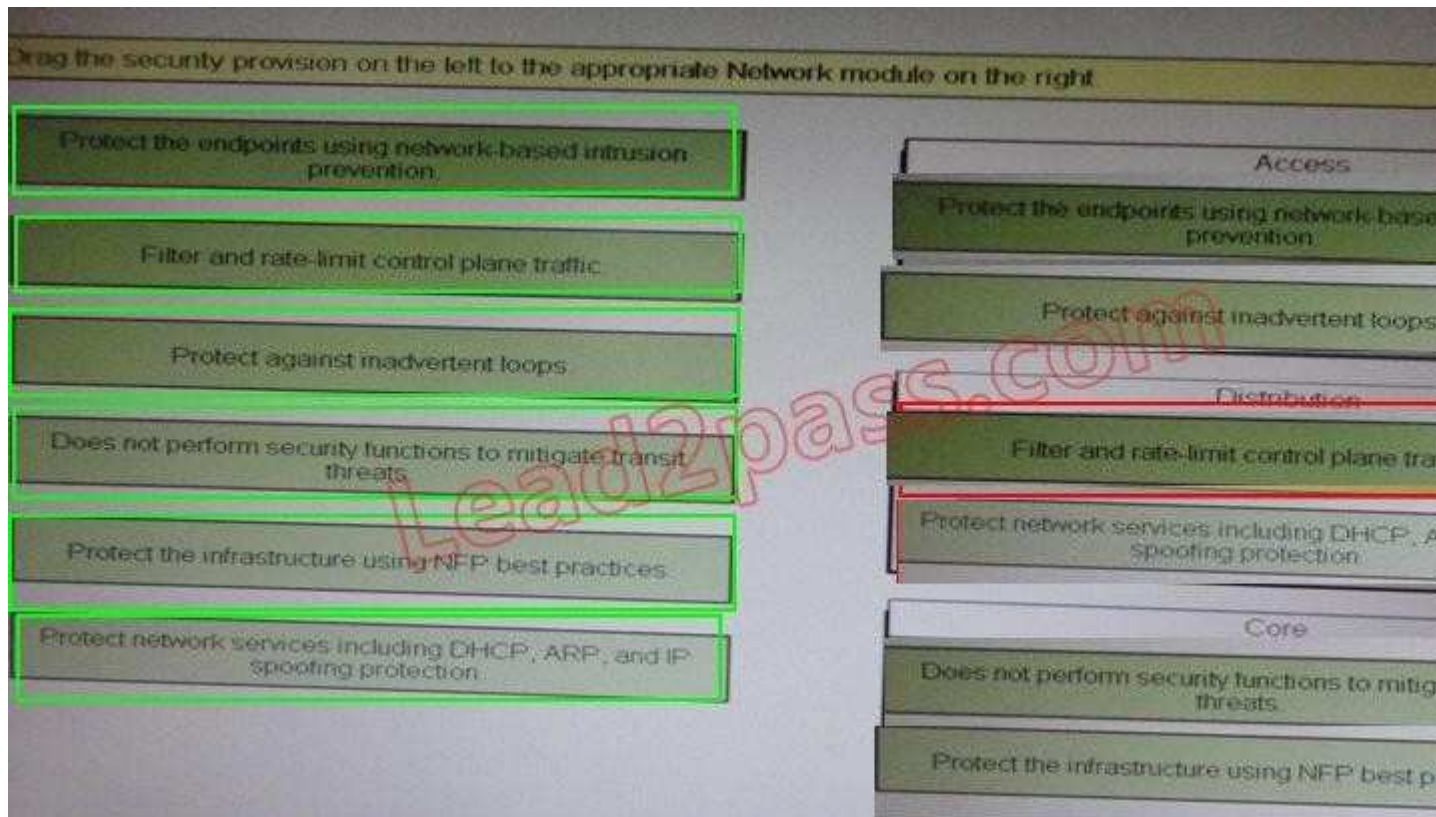 Drag the security provision on the left to the appropriate Network module on the right
Protect the endpoints using network-based intrusion
prevention.
Filter and rate-limit control plane traffic.
Protect against inadvertent loops
Does not perform security functions to mitigate transit
threats.
Protect the infrastructure using NFP best practices.
Protect network services including DHCP, ARP, and IP
spoofing protection.
Access
Protect the endpoints using network-base
prevention.
Protect against inadvertent loops
Distribution
Filter and rate-limit control plane tra
Protect network services including DHCP, A
spoofing protection.
Core
Does not perform security functions to mitig
threats.
Protect the infrastructure using NFP best p
Lead2pass.com